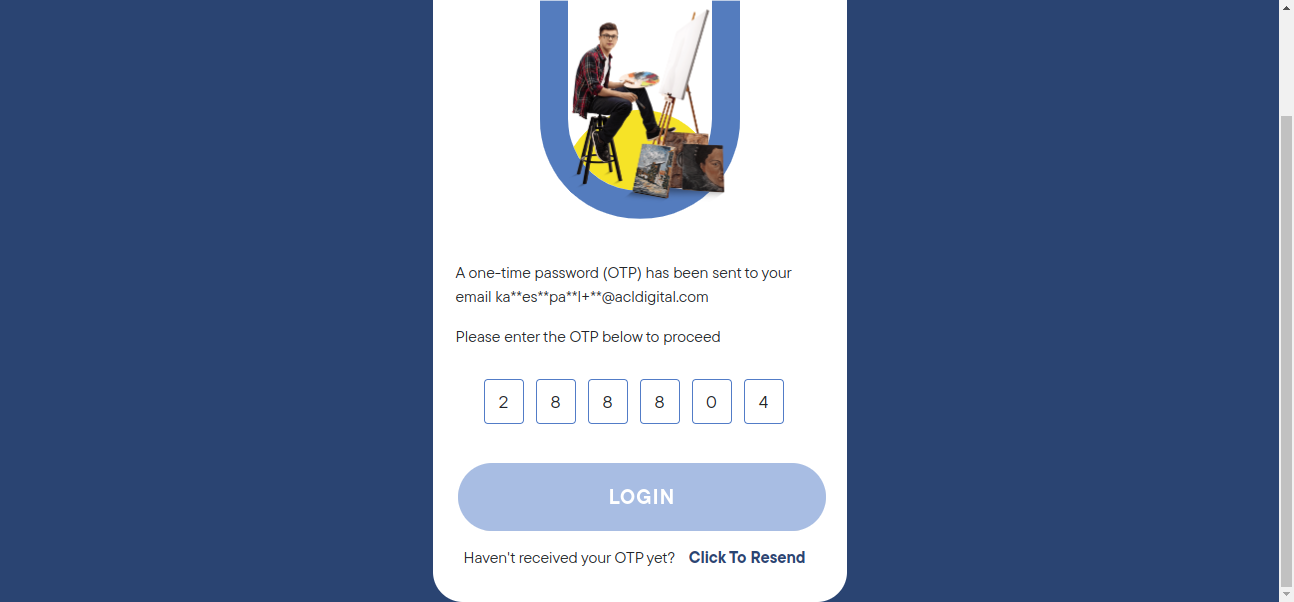 A one-time password (OTP) has been sent to your
email ka**es**pa**l+**@acldigital.com
Please enter the OTP below to proceed
2 8 8 8 0 4
LOGIN
Haven't received your OTP yet? Click To Resend